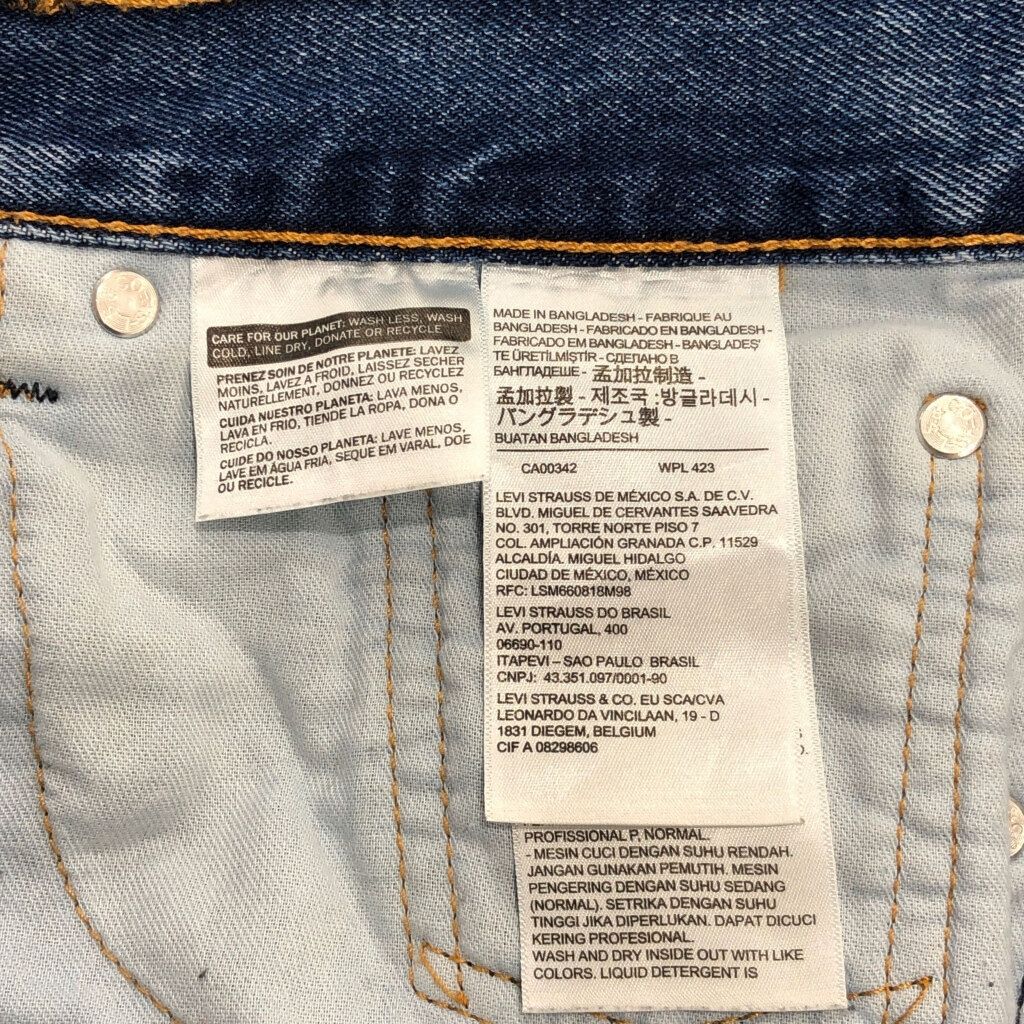 CARE FOR OUR PLANET: WASH LESS, WASH
COLD, LINE DRY, DONATE OR RECYCLE
PRENEZ SOIN DE NOTRE PLANETE: LAVEZ
MOINS, LAVEZ A FROID, LAISSEZ SECHER
NATURELLEMENT, DONNEZ OU RECYCLEZ
CUIDA NUESTRO PLANETA: LAVA MENOS,
LAVA EN FRIO, TIENDE LA ROPA, DONA O
RECICLA.
CUIDE DO NOSSO PLANETA: LAVE MENOS,
LAVE EM ÁGUA FRIA, SEQUE EM VARAL, DOE
OU RECICLE.
MADE IN BANGLADESH - FABRIQUE AU
BANGLADESH - FABRICADO EN BANGLADESH -
FABRICADO EM BANGLADESH - BANGLADEŞ'
TE ÜRETİLMİŞTİR - СДЕЛАНО В
БАНГЛАДЕШЕ - 孟加拉制造 -
孟加拉製 - 제조국 :방글라데시 -
バングラデシュ製 -
BUATAN BANGLADESH
CA00342 WPL 423
LEVI STRAUSS DE MÉXICO S.A. DE C.V.
BLVD. MIGUEL DE CERVANTES SAAVEDRA
NO. 301, TORRE NORTE PISO 7
COL. AMPLIACIÓN GRANADA C.P. 11529
ALCALDÍA. MIGUEL HIDALGO
CIUDAD DE MÉXICO, MÉXICO
RFC: LSM660818M98
LEVI STRAUSS DO BRASIL
AV. PORTUGAL, 400
06690-110
ITAPEVI – SAO PAULO BRASIL
CNPJ: 43.351.097/0001-90
LEVI STRAUSS & CO. EU SCA/CVA
LEONARDO DA VINCILAAN, 19 - D
1831 DIEGEM, BELGIUM
CIF A 08298606
PROFISSIONAL P, NORMAL.
- MESIN CUCI DENGAN SUHU RENDAH.
JANGAN GUNAKAN PEMUTIH. MESIN
PENGERING DENGAN SUHU SEDANG
(NORMAL). SETRIKA DENGAN SUHU
TINGGI JIKA DIPERLUKAN. DAPAT DICUCI
KERING PROFESIONAL.
WASH AND DRY INSIDE OUT WITH LIKE
COLORS. LIQUID DETERGENT IS